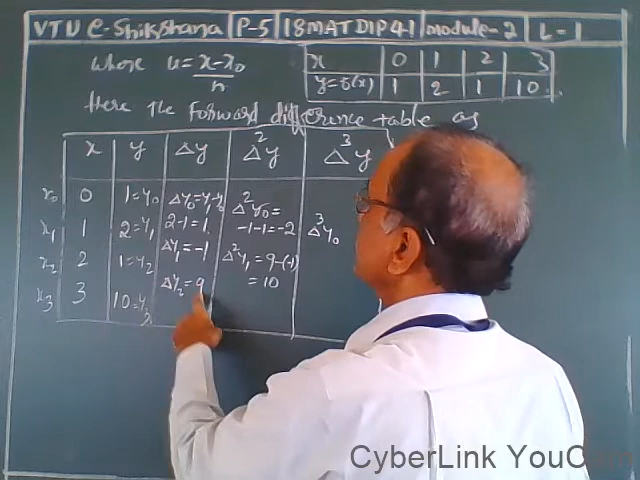 VTU e-Shikshana P-5 18MATDIP41 module-2 L-1
where u = x-x₀/h
x 0 1 2 3
y=f(x) 1 2 1 10
Here the forward difference table as
x y Δy Δ²y Δ³y
x₀ 0 1=y₀ Δy₀=y₁-y₀ Δ²y₀=
x₁ 1 2=y₁ 2-1=1 -1-1=-2 Δ³y₀
Δy₁=-1
x₂ 2 1=y₂ Δ²y₁=9-(-1)
x₃ 3 Δy₂=9 =10
10=y₃
CyberLink YouCam